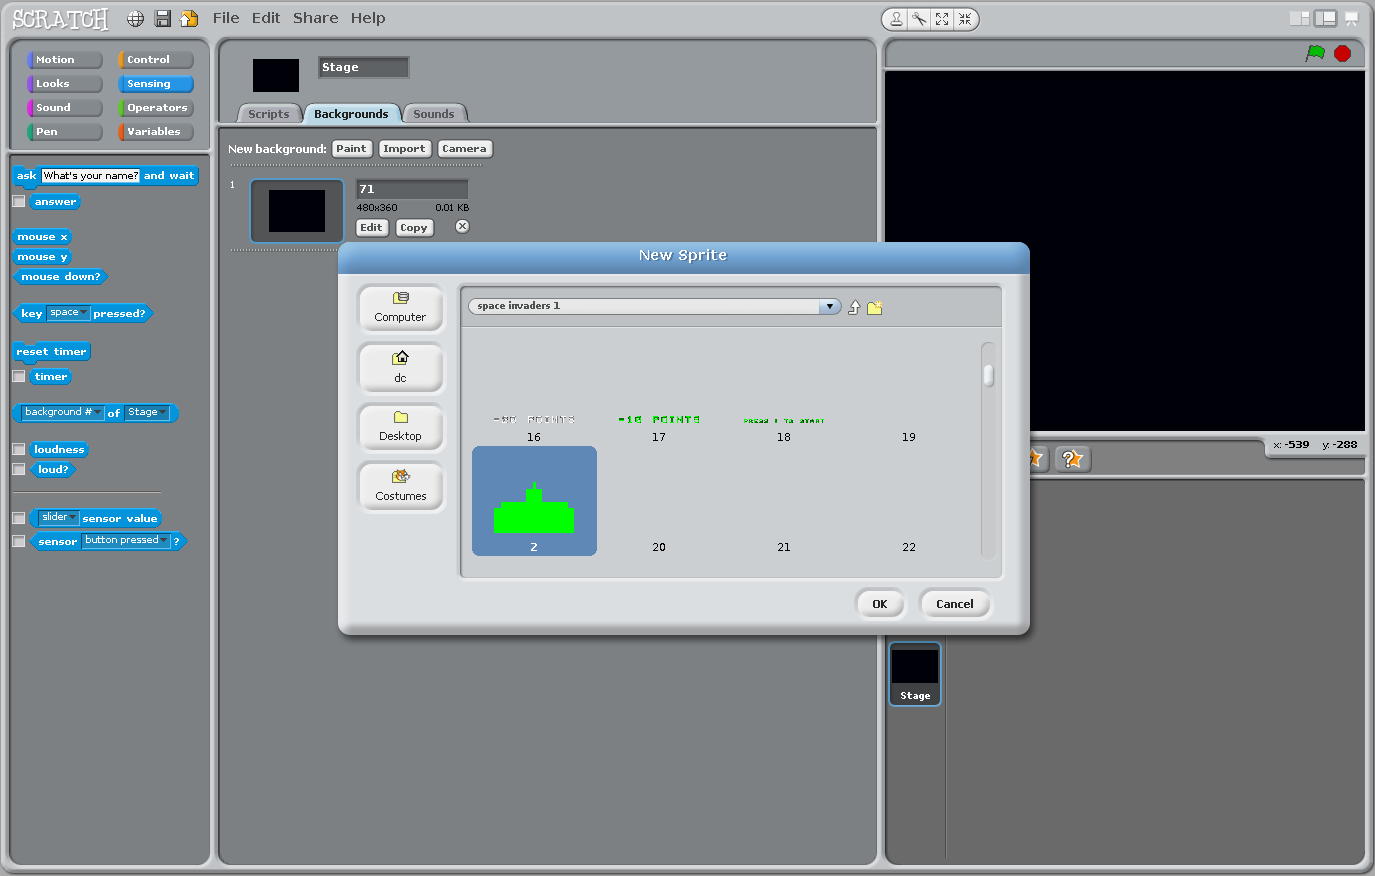 SCRATCH File Edit Share Help
Motion Control
Looks Sensing
Sound Operators
Pen Variables
ask What's your name? and wait
answer
mouse x
mouse y
mouse down?
key space pressed?
reset timer
timer
background # of Stage
loudness
loud?
slider sensor value
sensor button pressed ?
Stage
Scripts Backgrounds Sounds
New background: Paint Import Camera
1
71
480x360 0.01 KB
Edit Copy
New Sprite
Computer
dc
Desktop
Costumes
space invaders 1
-10 POINTS
16 17 18 19
2 20 21 22
OK Cancel
x: -539 y: -288
?
Stage